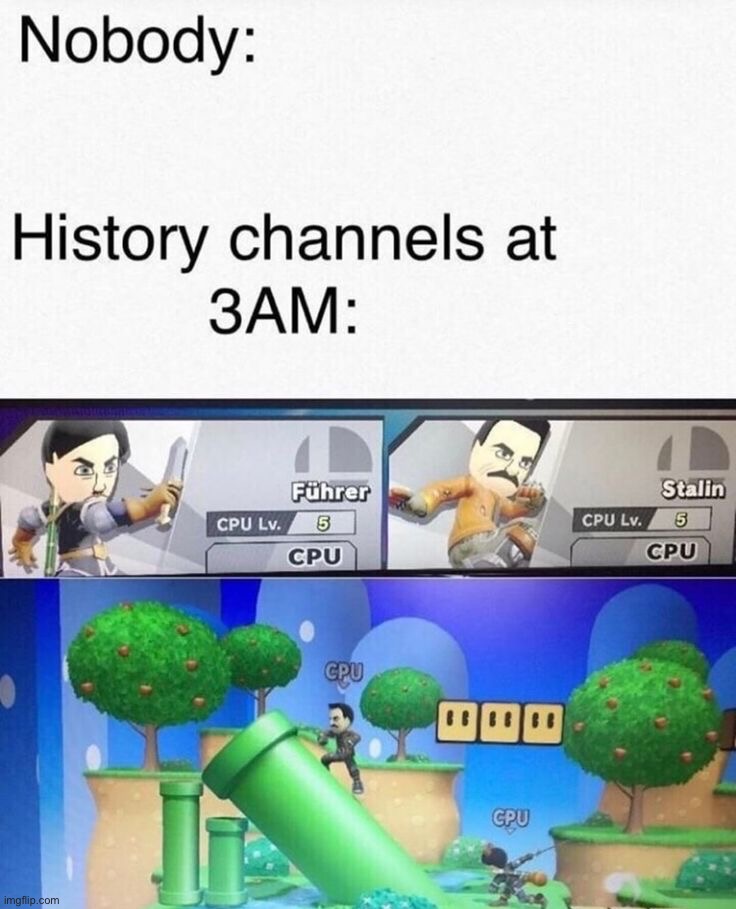 Nobody:
History channels at
3AM:
Führer
CPU Lv. 5
CPU
Stalin
CPU Lv. 5
CPU
CPU
CPU
imgflip.com